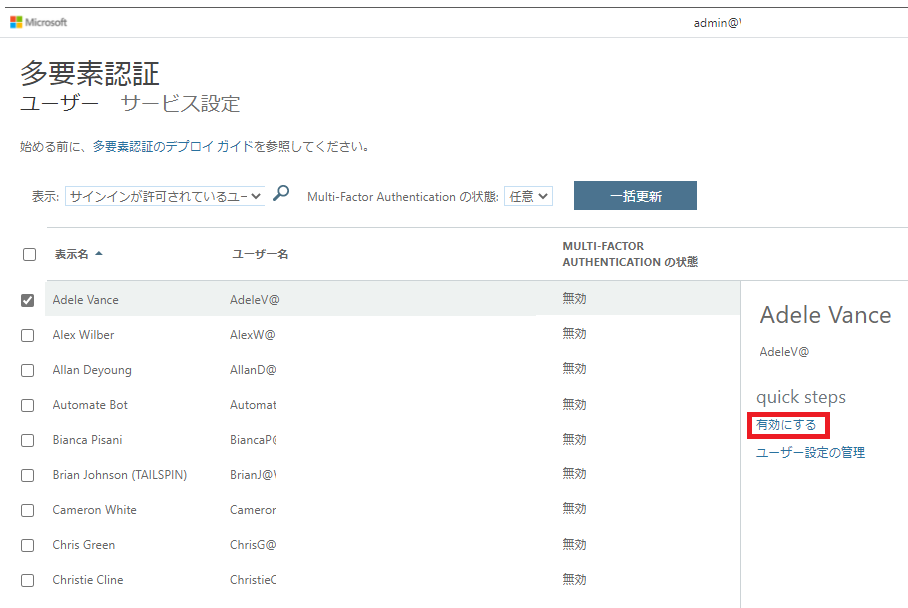 Microsoft
admin@
多要素認証
ユーザー サービス設定
始める前に、多要素認証のデプロイ ガイドを参照してください。
表示: サインインが許可されているユー Multi-Factor Authentication の状態: 任意 一括更新
表示名 ユーザー名 MULTI-FACTOR
AUTHENTICATION の状態
Adele Vance AdeleV@ 無効
Alex Wilber AlexW@ 無効
Allan Deyoung AllanD@ 無効
Automate Bot Automat 無効
Bianca Pisani BiancaP 無効
Brian Johnson (TAILSPIN) BrianJ@ 無効
Cameron White Cameror 無効
Chris Green ChrisG@ 無効
Christie Cline Christie 無効
Adele Vance
AdeleV@
quick steps
有効にする
ユーザー設定の管理